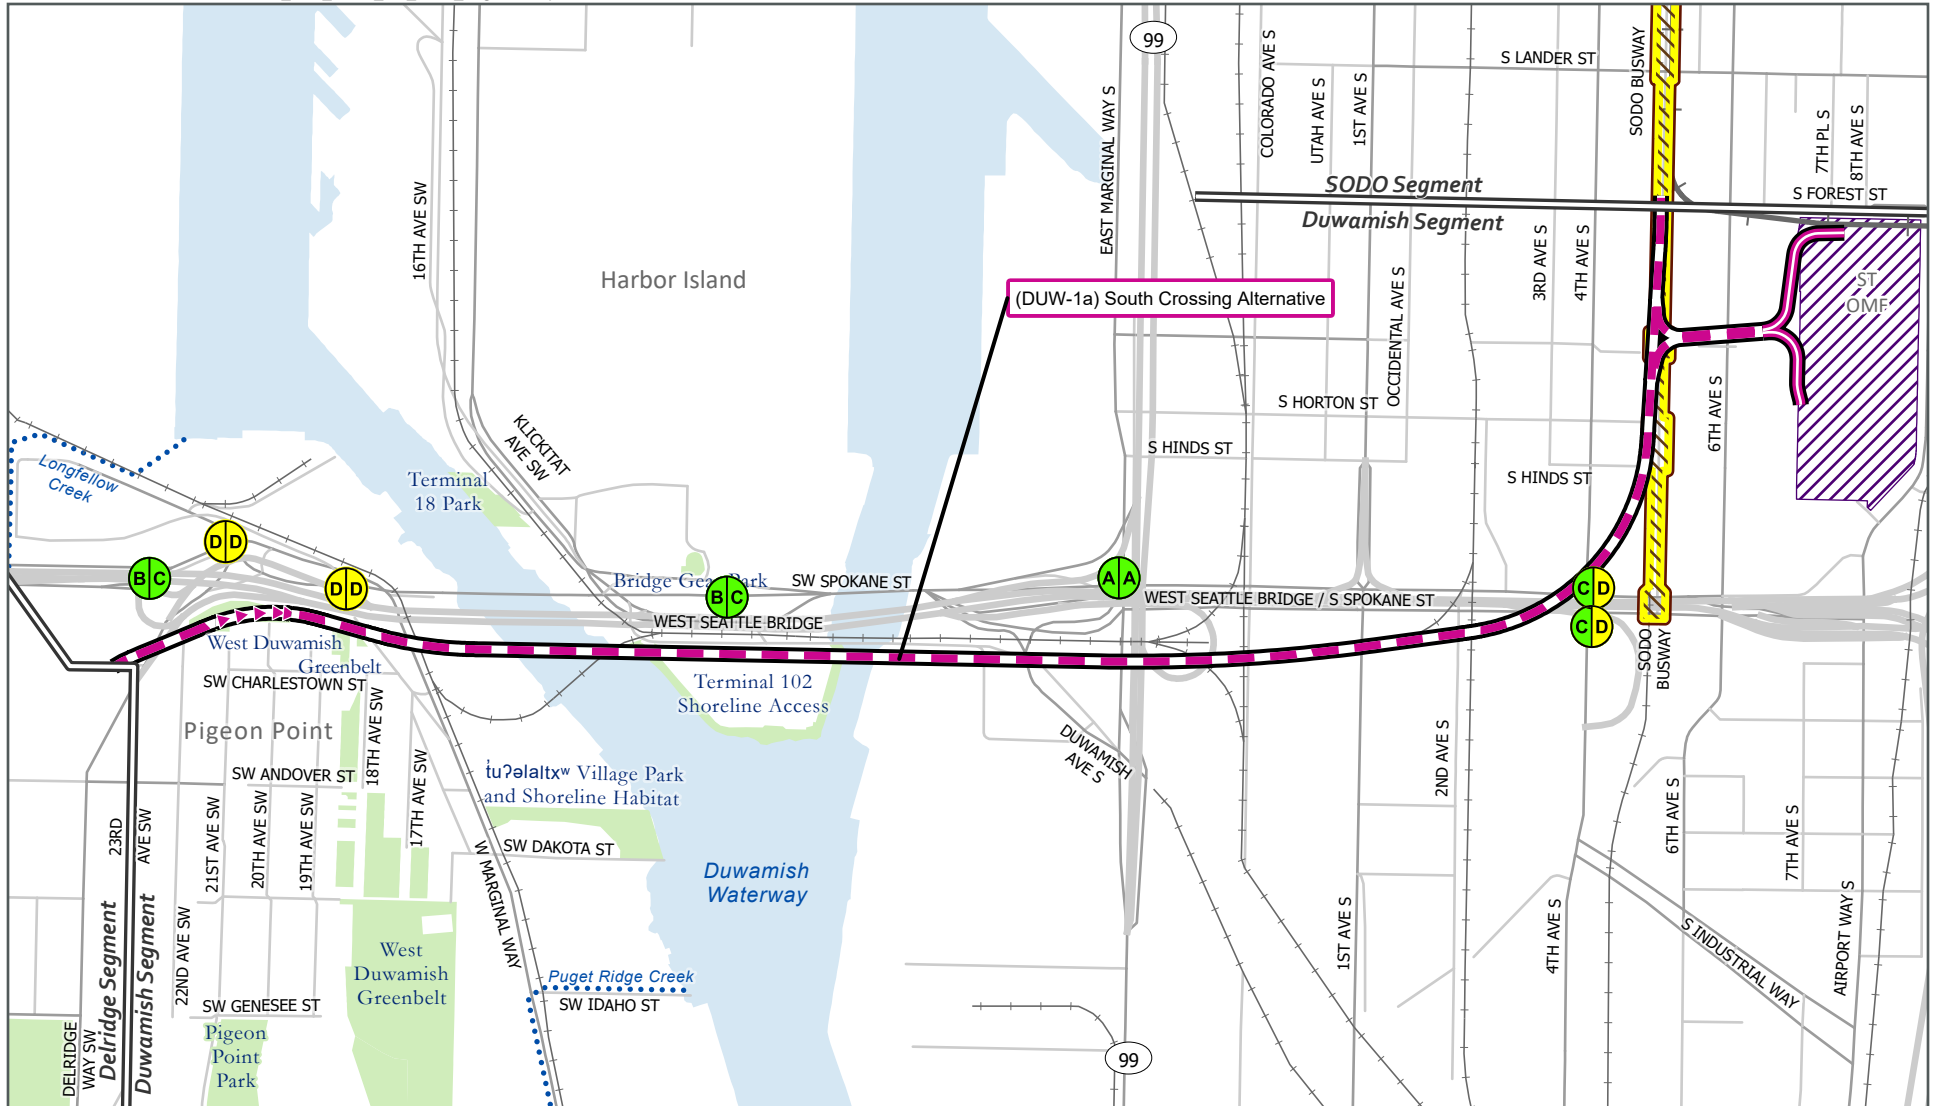 99
S LANDER ST
SODO BUSWAY
COLORADO AVE S
UTAH AVE S
1ST AVE S
EAST MARGINAL WAY S
7TH PL S
8TH AVE S
16TH AVE SW
SODO Segment
Duwamish Segment
S FOREST ST
3RD AVE S
4TH AVE S
OCCIDENTAL AVE S
Harbor Island
(DUW-1a) South Crossing Alternative
ST
OMF
6TH AVE S
S HORTON ST
S HINDS ST
S HINDS ST
KLICKITAT
AVE SW
Longfellow
Creek
Terminal
18 Park
D D
B C
D D
Bridge Gear Park
B C
SW SPOKANE ST
A A
WEST SEATTLE BRIDGE / S SPOKANE ST
C D
C D
WEST SEATTLE BRIDGE
West Duwamish
Greenbelt
SW CHARLESTOWN ST
Terminal 102
Shoreline Access
SODO
BUSWAY
Pigeon Point
18TH AVE SW
17TH AVE SW
DUWAMISH
AVE S
2ND AVE S
SW ANDOVER ST
t̓uʔəlaltxʷ Village Park
and Shoreline Habitat
6TH AVE S
7TH AVE S
23RD
AVE SW
21ST AVE SW
20TH AVE SW
19TH AVE SW
W MARGINAL WAY
SW DAKOTA ST
Duwamish
Waterway
Delridge Segment
Duwamish Segment
22ND AVE SW
West
Duwamish
Greenbelt
1ST AVE S
4TH AVE S
S INDUSTRIAL WAY
AIRPORT WAY S
Puget Ridge Creek
SW IDAHO ST
SW GENESEE ST
Pigeon
Point
Park
DELRIDGE
WAY SW
99